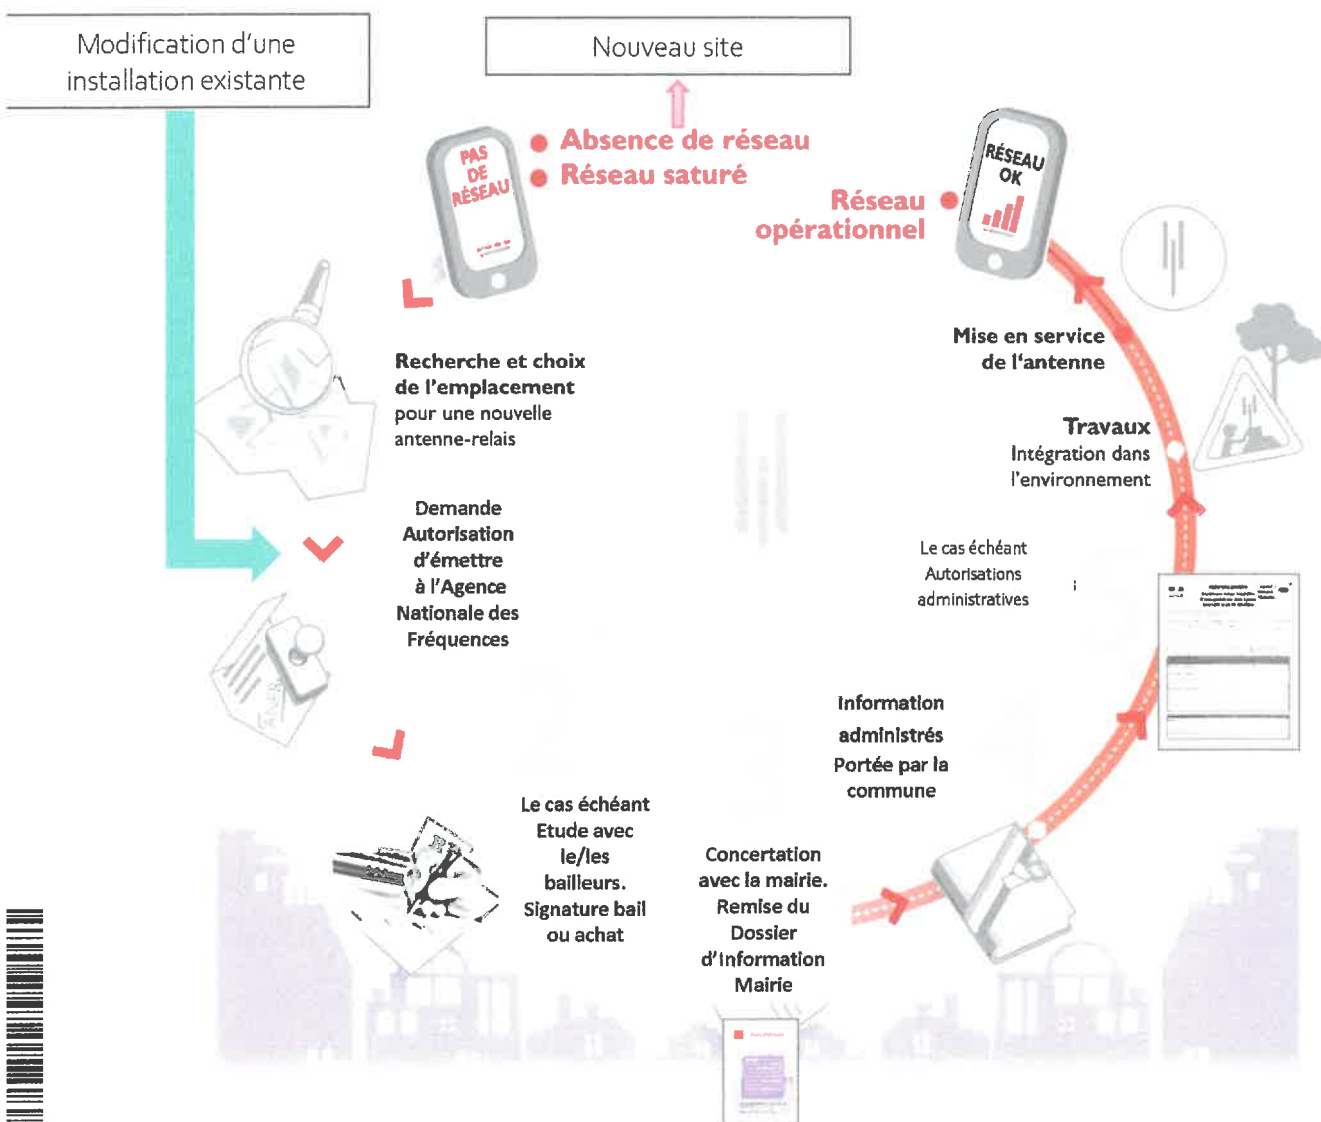 Modification d'une
installation existante
Nouveau site
PAS
DE
RÉSEAU
Absence de réseau
Réseau saturé
RÉSEAU
OK
Réseau
opérationnel
Recherche et choix
de l'emplacement
pour une nouvelle
antenne-relais
Mise en service
de l'antenne
Travaux
Intégration dans
l'environnement
Demande
Autorisation
d'émettre
à l'Agence
Nationale des
Fréquences
Le cas échéant
Autorisations
administratives
ANFR
Information
administrés
Portée par la
commune
Le cas échéant
Etude avec
le/les
bailleurs.
Signature bail
ou achat
Concertation
avec la mairie.
Remise du
Dossier
d'Information
Mairie